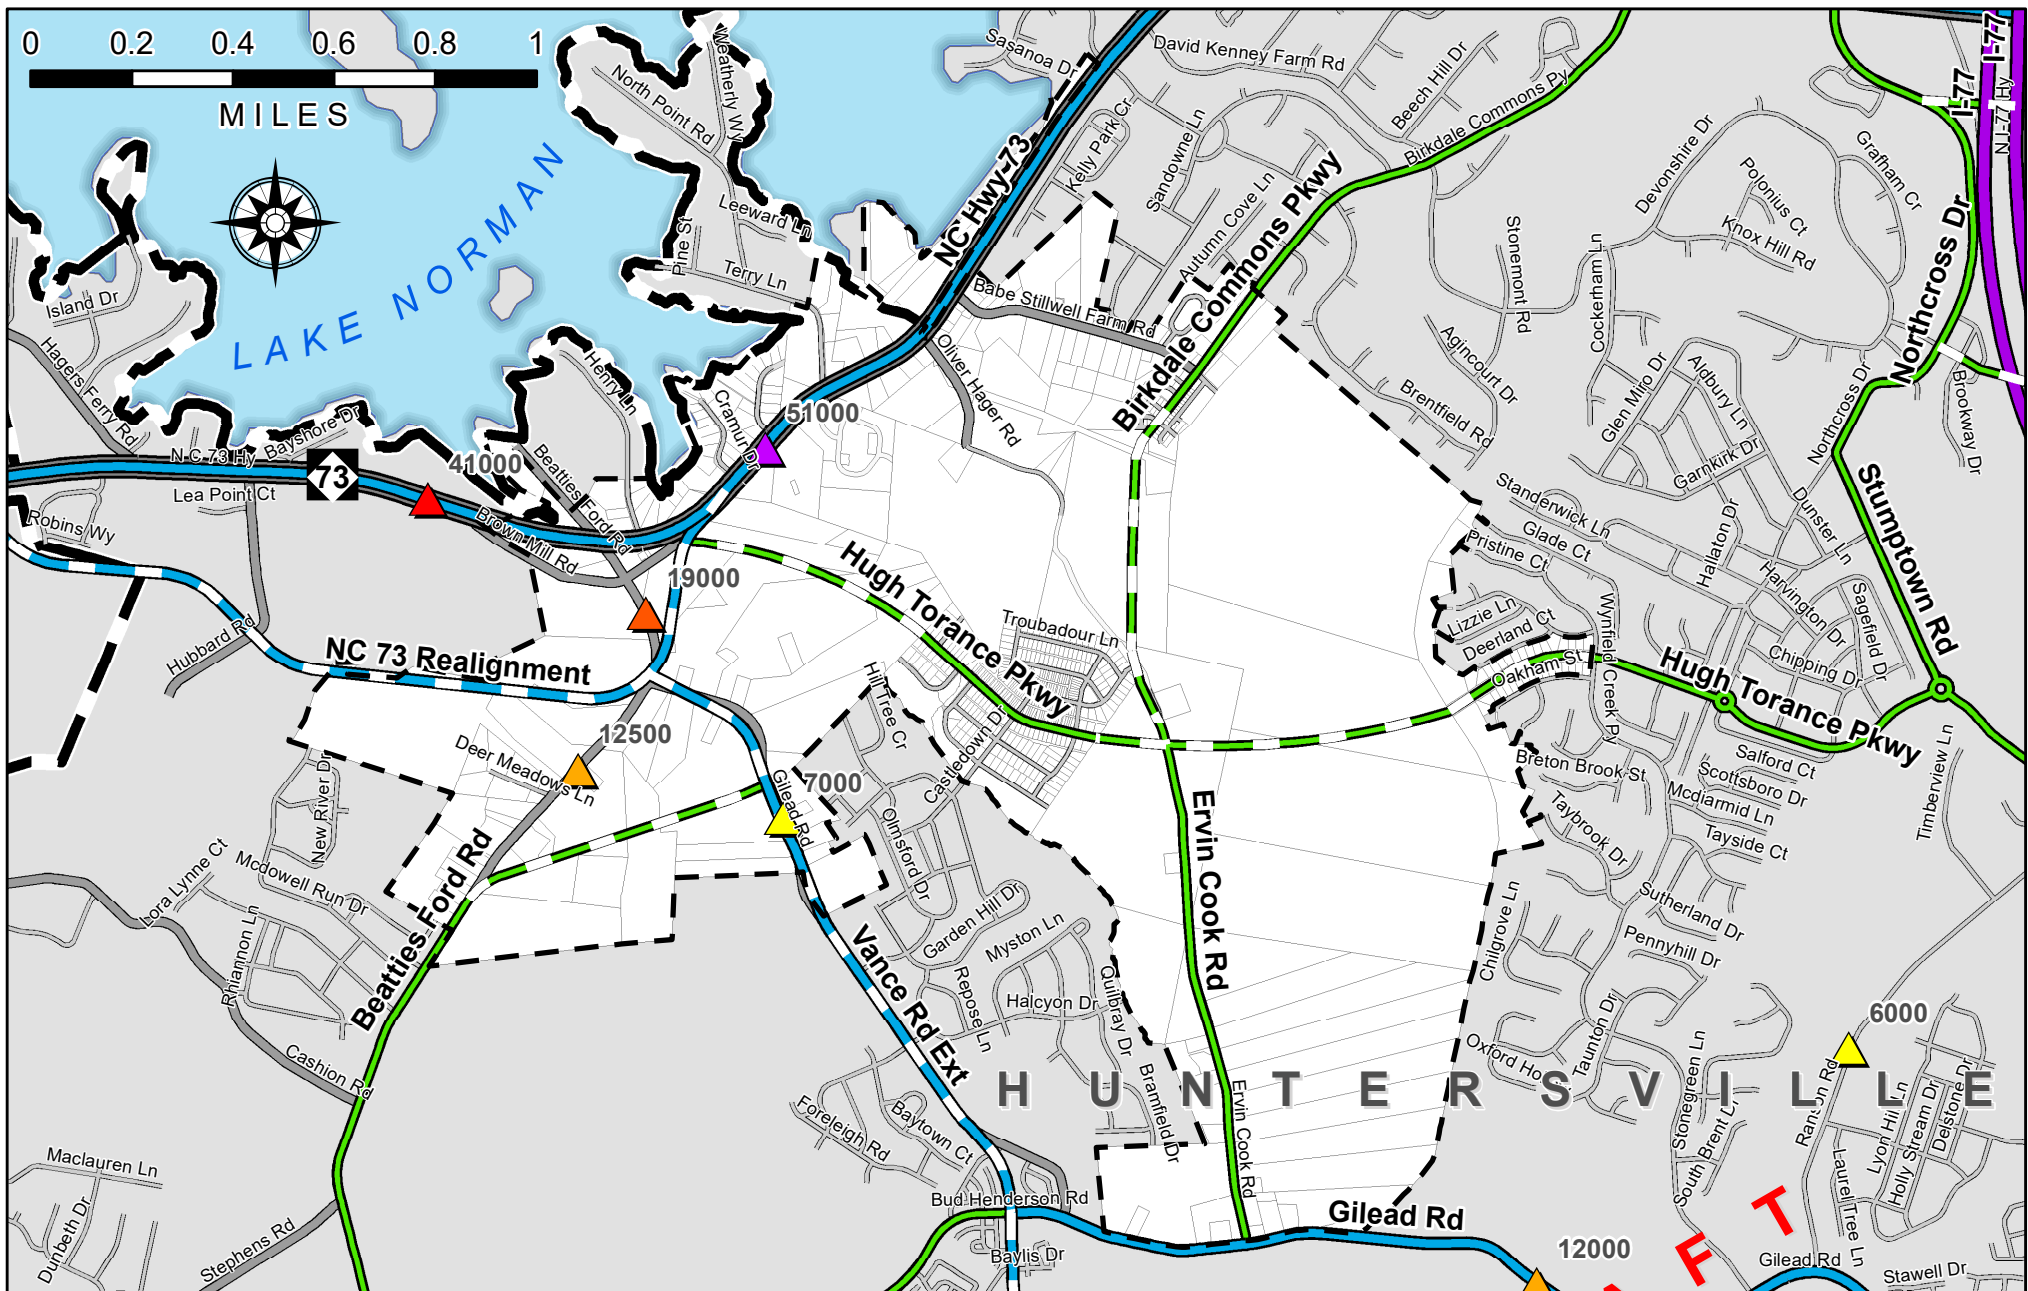 0 0.2 0.4 0.6 0.8 1
MILES
LAKE NORMAN
Weatherly Wy
North Point Rd
Leeward Ln
Pine St
Terry Ln
Sasanoa Dr
David Kenney Farm Rd
Beech Hill Dr
Birkdale Commons Py
Kelly Park Cr
Sandowne Ln
Autumn Cove Ln
NC Hwy-73
Birkdale Commons Pkwy
Babe Stillwell Farm Rd
Oliver Hager Rd
I-77
I-77
N I-77 Hy
Devonshire Dr
Polonius Ct
Grafham Cr
Knox Hill Rd
Northcross Dr
Stonemont Rd
Cockerham Ln
Agincourt Dr
Brentfield Rd
Glen Miro Dr
Aldbury Ln
Garnkirk Dr
Northcross Dr
Brookway Dr
Island Dr
Hagers Ferry Rd
Henry Ln
Cramur Dr
51000
Bayshore Dr
N C 73 Hy
73
Lea Point Ct
41000
Beatties Ford Rd
Brown Mill Rd
Robins Wy
Hubbard Rd
19000
NC 73 Realignment
Hugh Torance Pkwy
Troubadour Ln
Standerwick Ln
Glade Ct
Pristine Ct
Hallaton Dr
Dunster Ln
Stumptown Rd
Harvington Dr
Sagefield Dr
Lizzie Ln
Deerland Ct
Oakham St
Wynfield Creek Py
Chipping Dr
Hugh Torance Pkwy
12500
Deer Meadows Ln
Hill Tree Cr
Castledown Dr
7000
Gilead Rd
Olmsford Dr
Salford Ct
Scottsboro Dr
Breton Brook St
Mcdiarmid Ln
Taybrook Dr
Tayside Ct
Timberview Ln
New River Dr
Lora Lynne Ct
Mcdowell Run Dr
Beatties Ford Rd
Rhiannon Ln
Ervin Cook Rd
Garden Hill Dr
Myston Ln
Sutherland Dr
Pennyhill Dr
Chilgrove Ln
Vance Rd Ext
Repose Ln
Halcyon Dr
Quilbray Dr
Taunton Dr
6000
Cashion Rd
HUNTERSVILLE
Bramfield Dr
Ervin Cook Rd
Stonegreen Ln
South Brent Ln
Ranson Rd
Lyon Hill Ln
Holly Stream Dr
Delstone Dr
Laurel Tree Ln
Foreleigh Rd
Baytown Ct
Maclauren Ln
Dunbeth Dr
Stephens Rd
Bud Henderson Rd
Baylis Dr
Gilead Rd
12000
Gilead Rd
Stawell Dr
FT